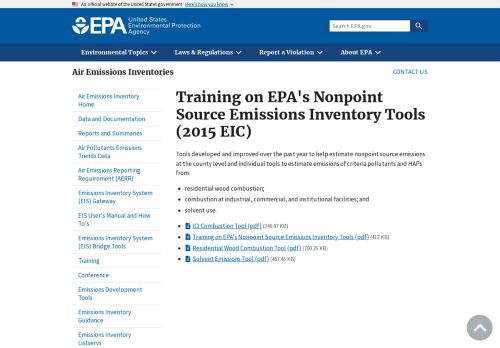 An official website of the United States government Here's how you know
EPA United States
Environmental Protection
Agency
Search EPA.gov
Environmental Topics Laws & Regulations Report a Violation About EPA
Air Emissions Inventories
CONTACT US
Air Emissions Inventory
Home
Data and Documentation
Reports and Summaries
Air Pollutants Emissions
Trends Data
Air Emissions Reporting
Requirement (AERR)
Emissions Inventory System
(EIS) Gateway
EIS User's Manual and How
To's
Emissions Inventory System
(EIS) Bridge Tools
Training
Conference
Emissions Development
Tools
Emissions Inventory
Guidance
Emissions Inventory
Listservs
Training on EPA's Nonpoint
Source Emissions Inventory Tools
(2015 EIC)
Tools developed and improved over the past year to help estimate nonpoint source emissions
at the county level and individual tools to estimate emissions of criteria pollutants and HAPs
from:
residential wood combustion;
combustion at industrial, commercial, and institutional facilities; and
solvent use.
ICI Combustion Tool (pdf) (346.67 KB)
Training on EPA's Nonpoint Source Emissions Inventory Tools (pdf) (413 KB)
Residential Wood Combustion Tool (pdf) (700.25 KB)
Solvent Emissions Tool (pdf) (467.45 KB)